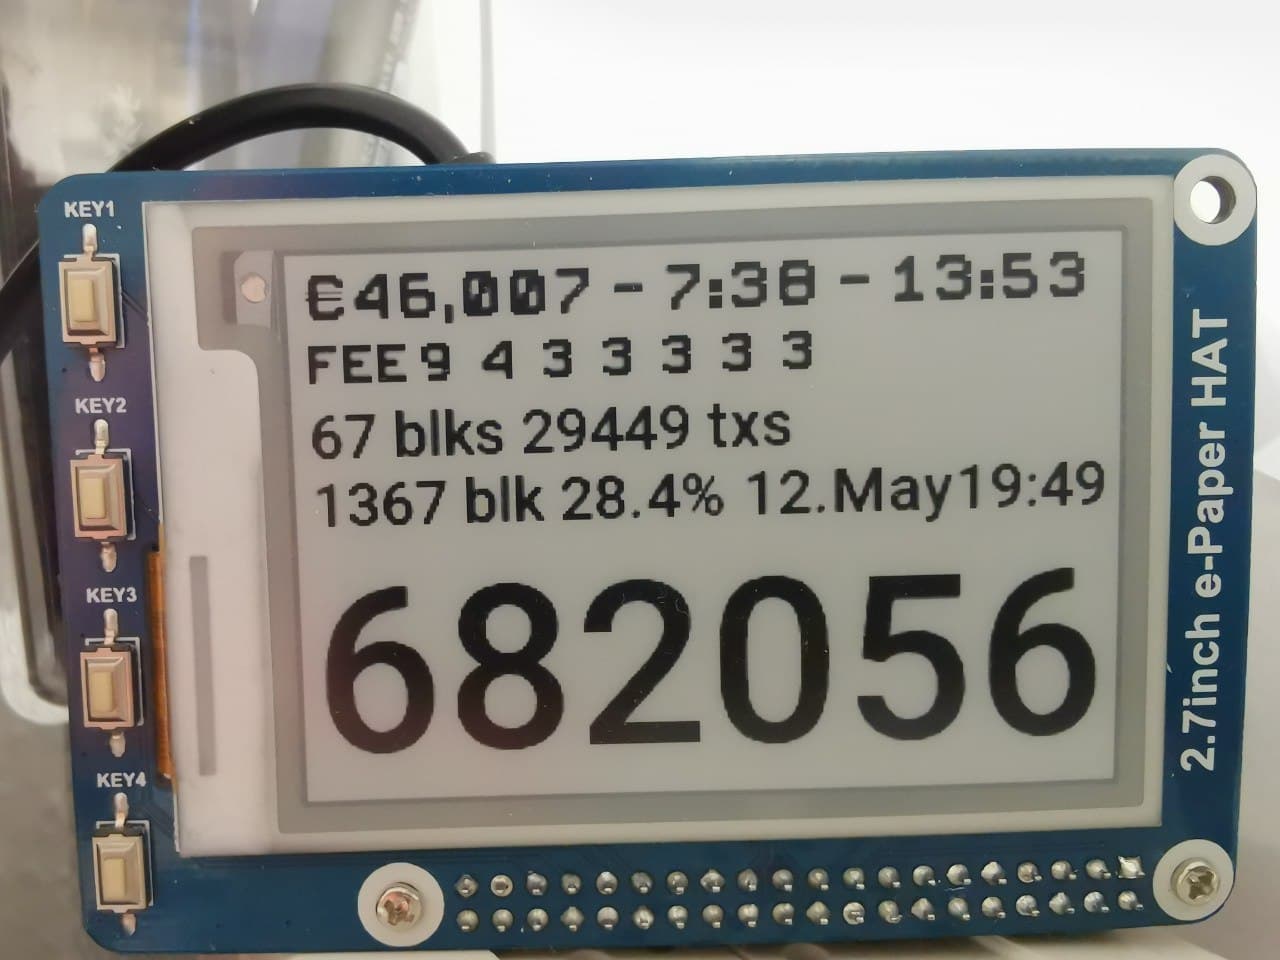 KEY1
KEY2
KEY3
KEY4
€46,007 - 7:38 - 13:53
FEE 9 4 3 3 3 3 3
67 blks 29449 txs
1367 blk 28.4% 12.May19:49
682056
2.7inch e-Paper HAT